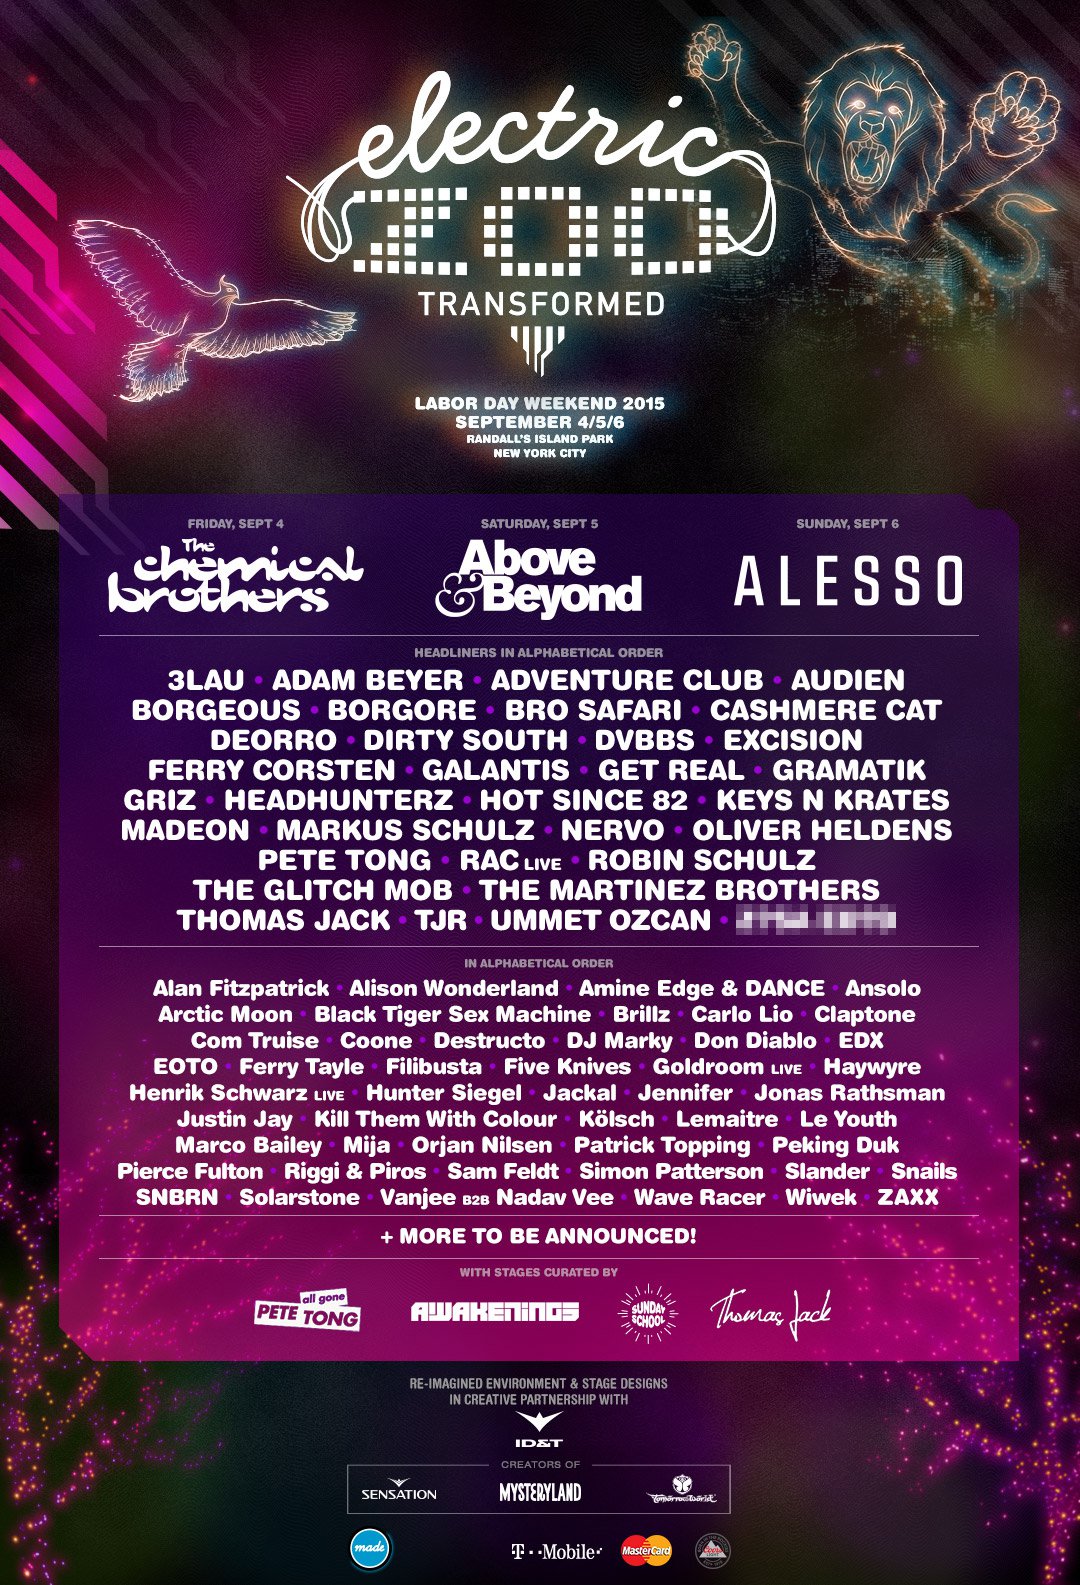 electric
ZOO
TRANSFORMED
LABOR DAY WEEKEND 2015
SEPTEMBER 4/5/6
RANDALL'S ISLAND PARK
NEW YORK CITY
FRIDAY, SEPT 4
The chemical brothers
SATURDAY, SEPT 5
Above & Beyond
SUNDAY, SEPT 6
ALESSO
HEADLINERS IN ALPHABETICAL ORDER
3LAU • ADAM BEYER • ADVENTURE CLUB • AUDIEN
BORGEOUS • BORGORE • BRO SAFARI • CASHMERE CAT
DEORRO • DIRTY SOUTH • DVBBS • EXCISION
FERRY CORSTEN • GALANTIS • GET REAL • GRAMATIK
GRIZ • HEADHUNTERZ • HOT SINCE 82 • KEYS N KRATES
MADEON • MARKUS SCHULZ • NERVO • OLIVER HELDENS
PETE TONG • RAC LIVE • ROBIN SCHULZ
THE GLITCH MOB • THE MARTINEZ BROTHERS
THOMAS JACK • TJR • UMMET OZCAN •
IN ALPHABETICAL ORDER
Alan Fitzpatrick • Alison Wonderland • Amine Edge & DANCE • Ansolo
Arctic Moon • Black Tiger Sex Machine • Brillz • Carlo Lio • Claptone
Com Truise • Coone • Destructo • DJ Marky • Don Diablo • EDX
EOTO • Ferry Tayle • Filibusta • Five Knives • Goldroom LIVE • Haywyre
Henrik Schwarz LIVE • Hunter Siegel • Jackal • Jennifer • Jonas Rathsman
Justin Jay • Kill Them With Colour • Kölsch • Lemaitre • Le Youth
Marco Bailey • Mija • Orjan Nilsen • Patrick Topping • Peking Duk
Pierce Fulton • Riggi & Piros • Sam Feldt • Simon Patterson • Slander • Snails
SNBRN • Solarstone • Vanjee B2B Nadav Vee • Wave Racer • Wiwek • ZAXX
+ MORE TO BE ANNOUNCED!
WITH STAGES CURATED BY
all gone
PETE TONG
AWAKENINGS
SUNDAY SCHOOL
Thomas Jack
RE-IMAGINED ENVIRONMENT & STAGE DESIGNS
IN CREATIVE PARTNERSHIP WITH
ID&T
CREATORS OF
SENSATION
MYSTERYLAND
TomorrowWorld
made
T • • Mobile •
MasterCard
Coors LIGHT